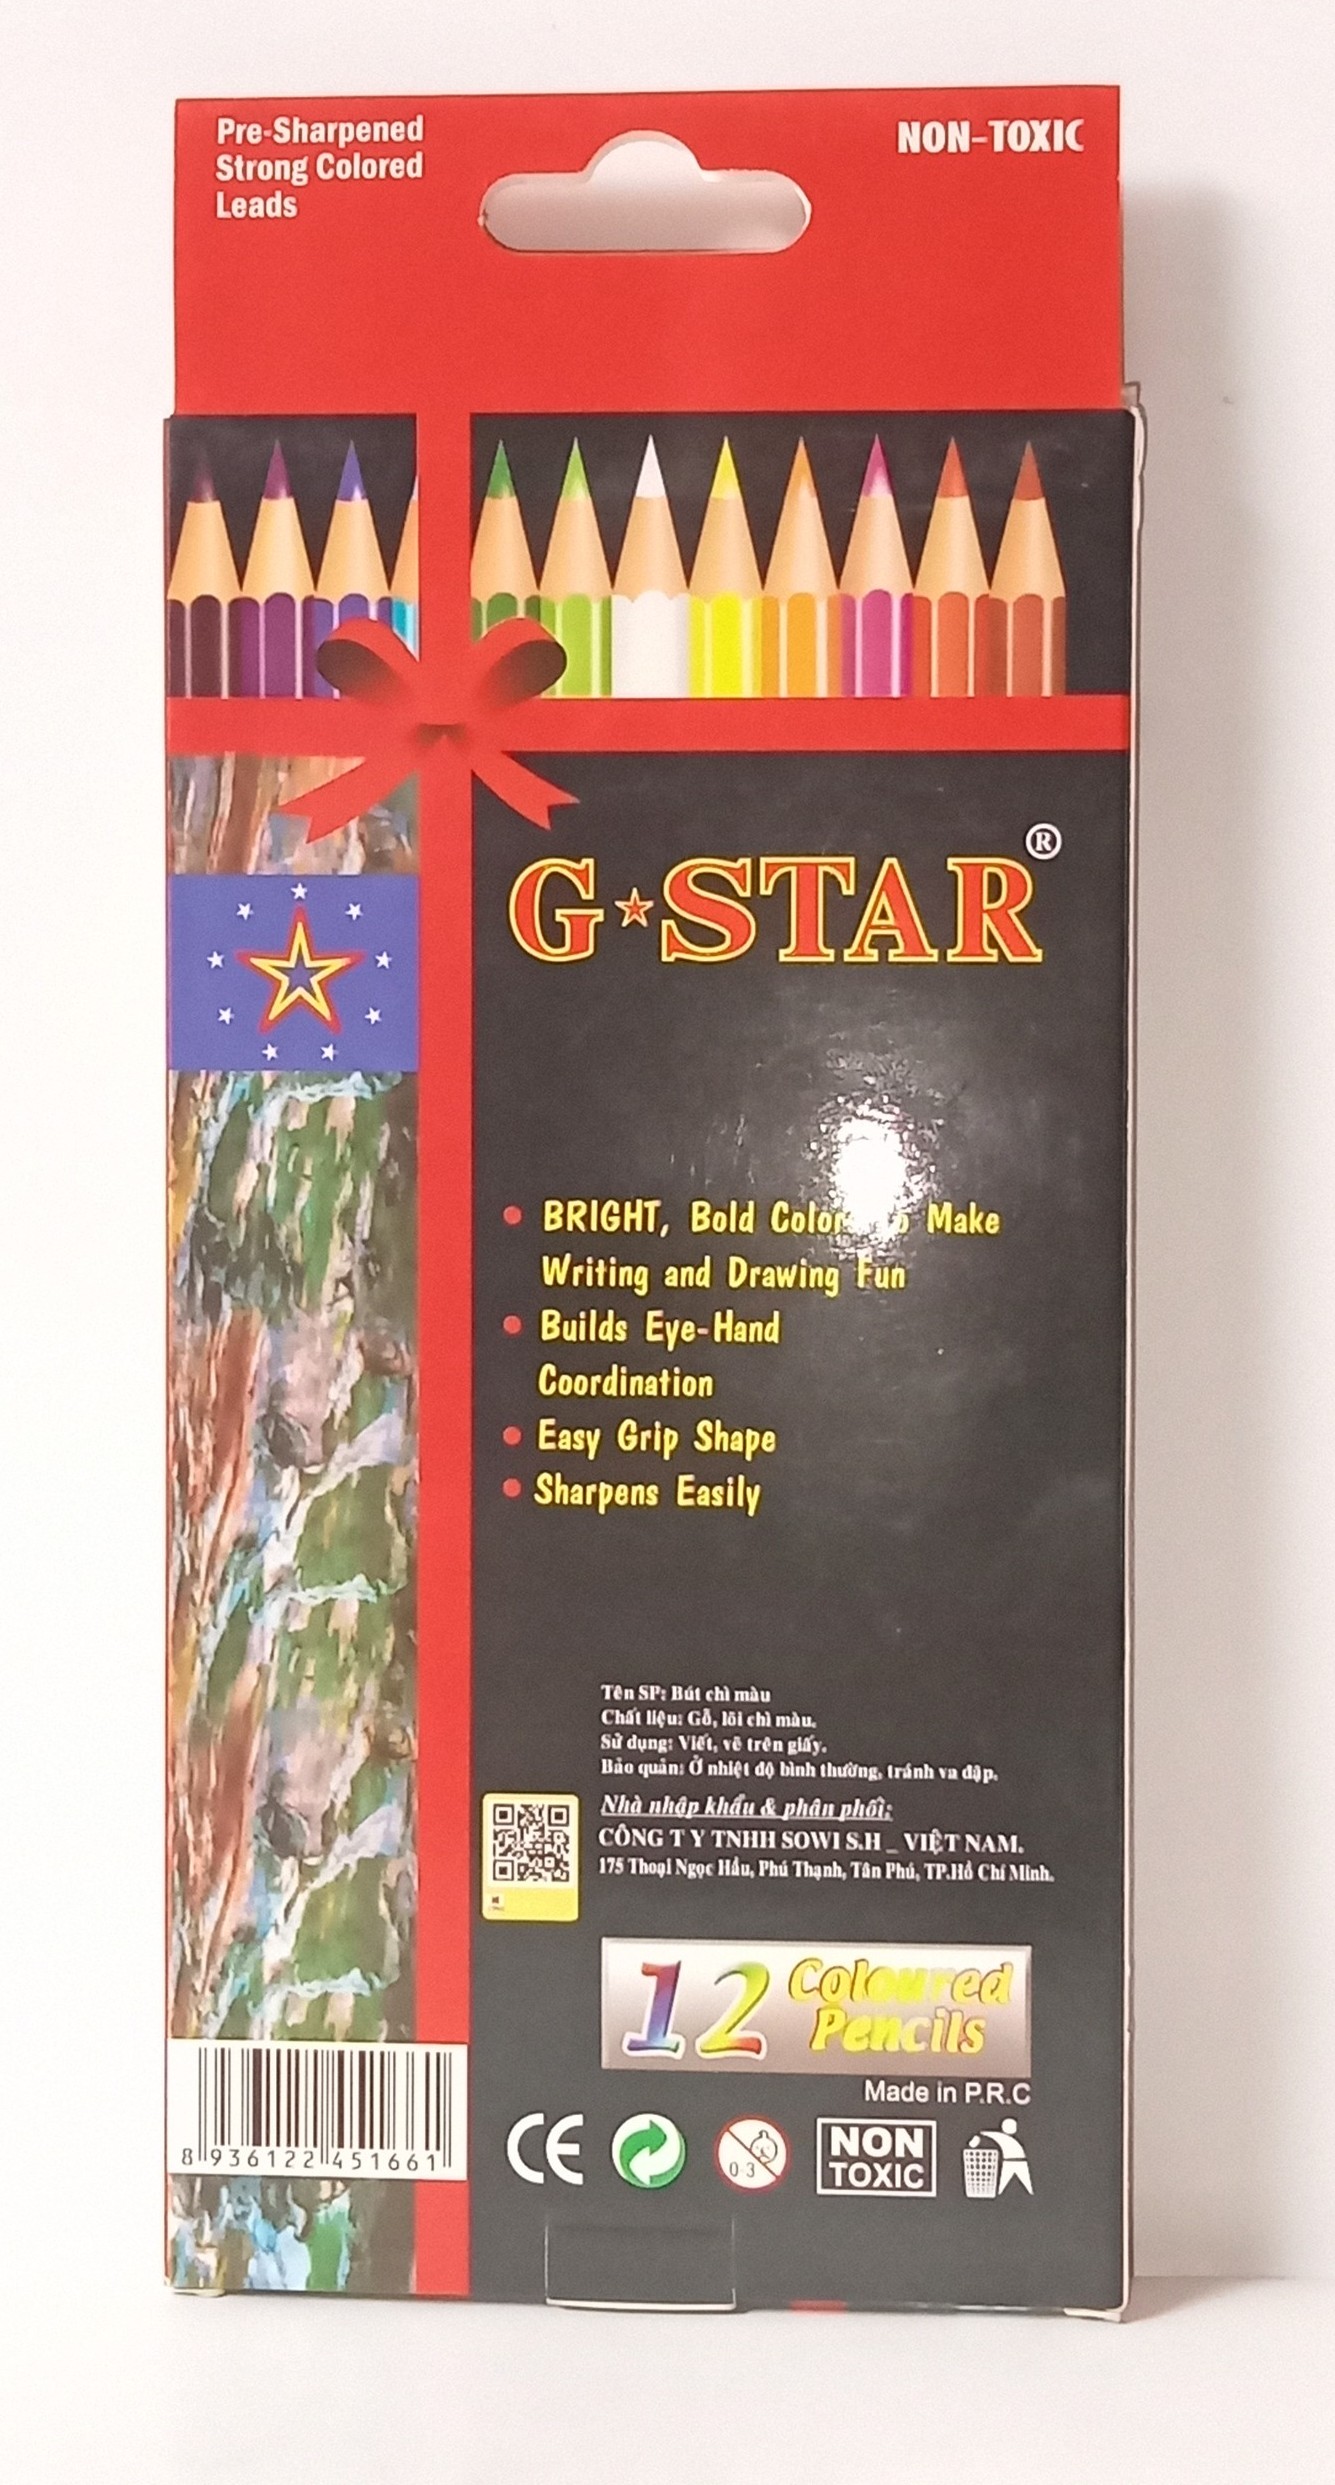 Pre-Sharpened
Strong Colored
Leads
NON-TOXIC
G★STAR®
• BRIGHT, Bold Make
Writing and Drawing Fun
• Builds Eye-Hand
Coordination
• Easy Grip Shape
• Sharpens Easily
Tên SP: Bút chì màu
Chất liệu: Gỗ, lõi chì màu.
Sử dụng: Viết, vẽ trên giấy.
Bảo quản: Ở nhiệt độ bình thường, tránh va đập.
Nhà nhập khẩu & phân phối:
CÔNG T Y TNHH SOWI S.H _ VIỆT NAM.
175 Thoại Ngọc Hầu, Phú Thạnh, Tân Phú, TP.Hồ Chí Minh.
12 Coloured
Pencils
Made in P.R.C
8 936122 451661
CE
0-3
NON
TOXIC